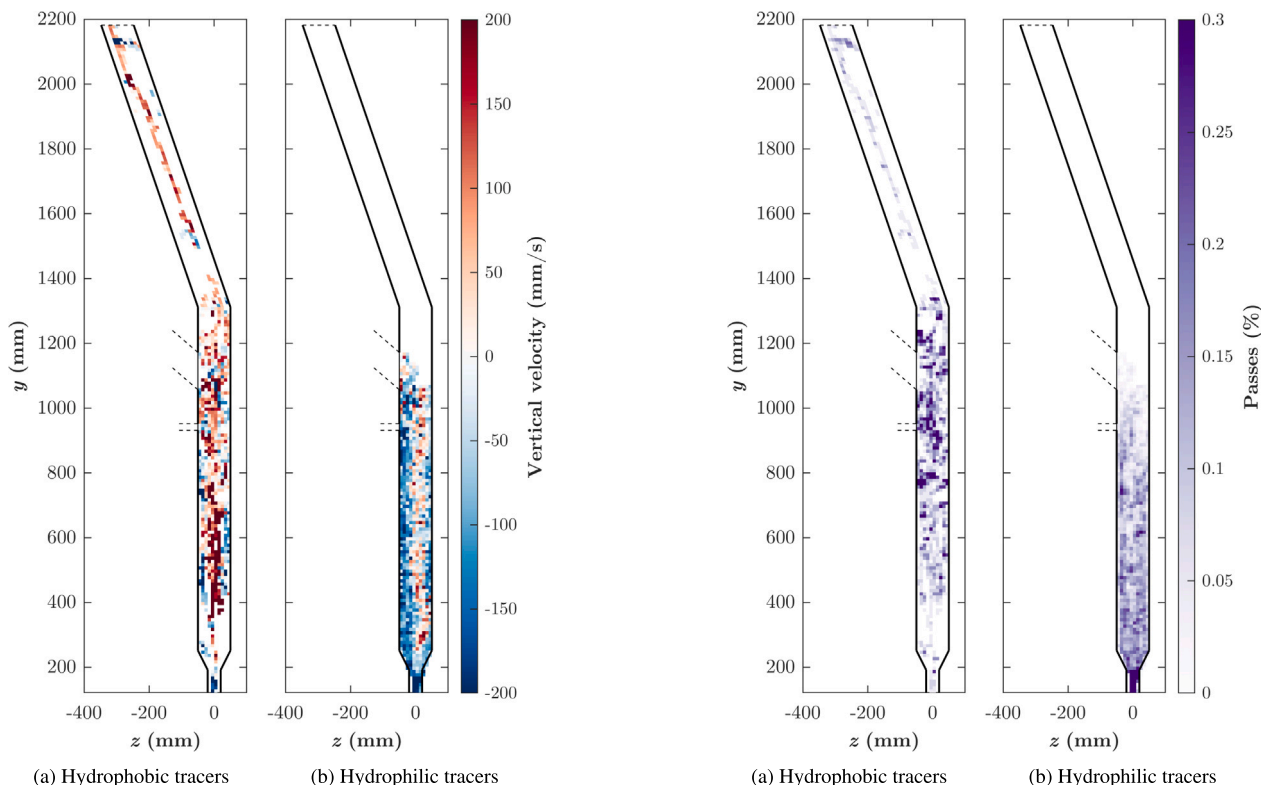 2200
2000
1800
1600
1400
1200
1000
800
600
400
200
y (mm)
-400 -200 0
z (mm)
-400 -200 0
z (mm)
200
150
100
50
0
-50
-100
-150
-200
Vertical velocity (mm/s)
(a) Hydrophobic tracers
(b) Hydrophilic tracers
2200
2000
1800
1600
1400
1200
1000
800
600
400
200
y (mm)
-400 -200 0
z (mm)
-400 -200 0
z (mm)
0.3
0.25
0.2
0.15
0.1
0.05
0
Passes (%)
(a) Hydrophobic tracers
(b) Hydrophilic tracers